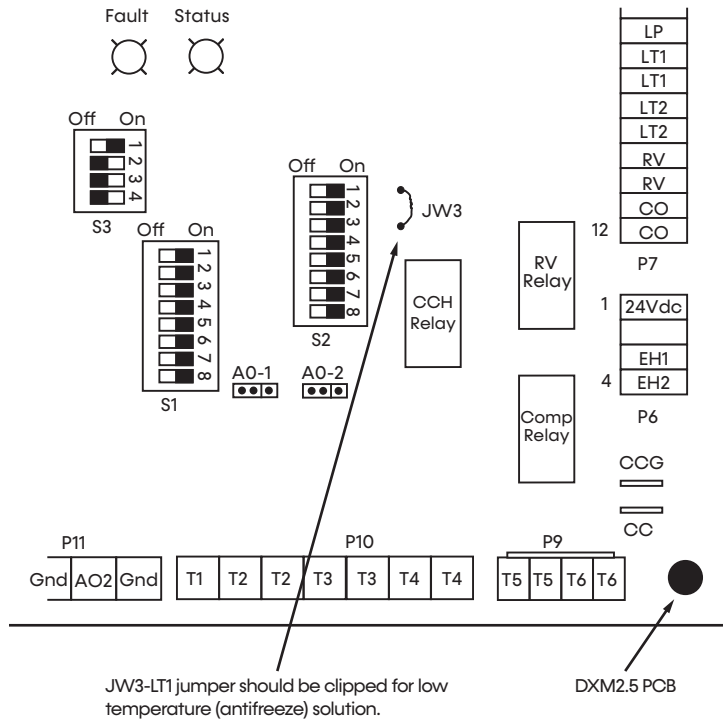 Fault Status
LP
LT1
LT1
LT2
LT2
RV
RV
CO
12 CO
P7
Off On
1
2
3
4
S3
Off On
1
2
3
4
5
6
7
8
S1
Off On
1
2
3
4
5
6
7
8
S2
JW3
CCH
Relay
RV
Relay
1 24Vdc
EH1
4 EH2
P6
A0-1 A0-2
Comp
Relay
CCG
CC
P11 P10 P9
Gnd AO2 Gnd T1 T2 T2 T3 T3 T4 T4 T5 T5 T6 T6
JW3-LT1 jumper should be clipped for low
temperature (antifreeze) solution.
DXM2.5 PCB